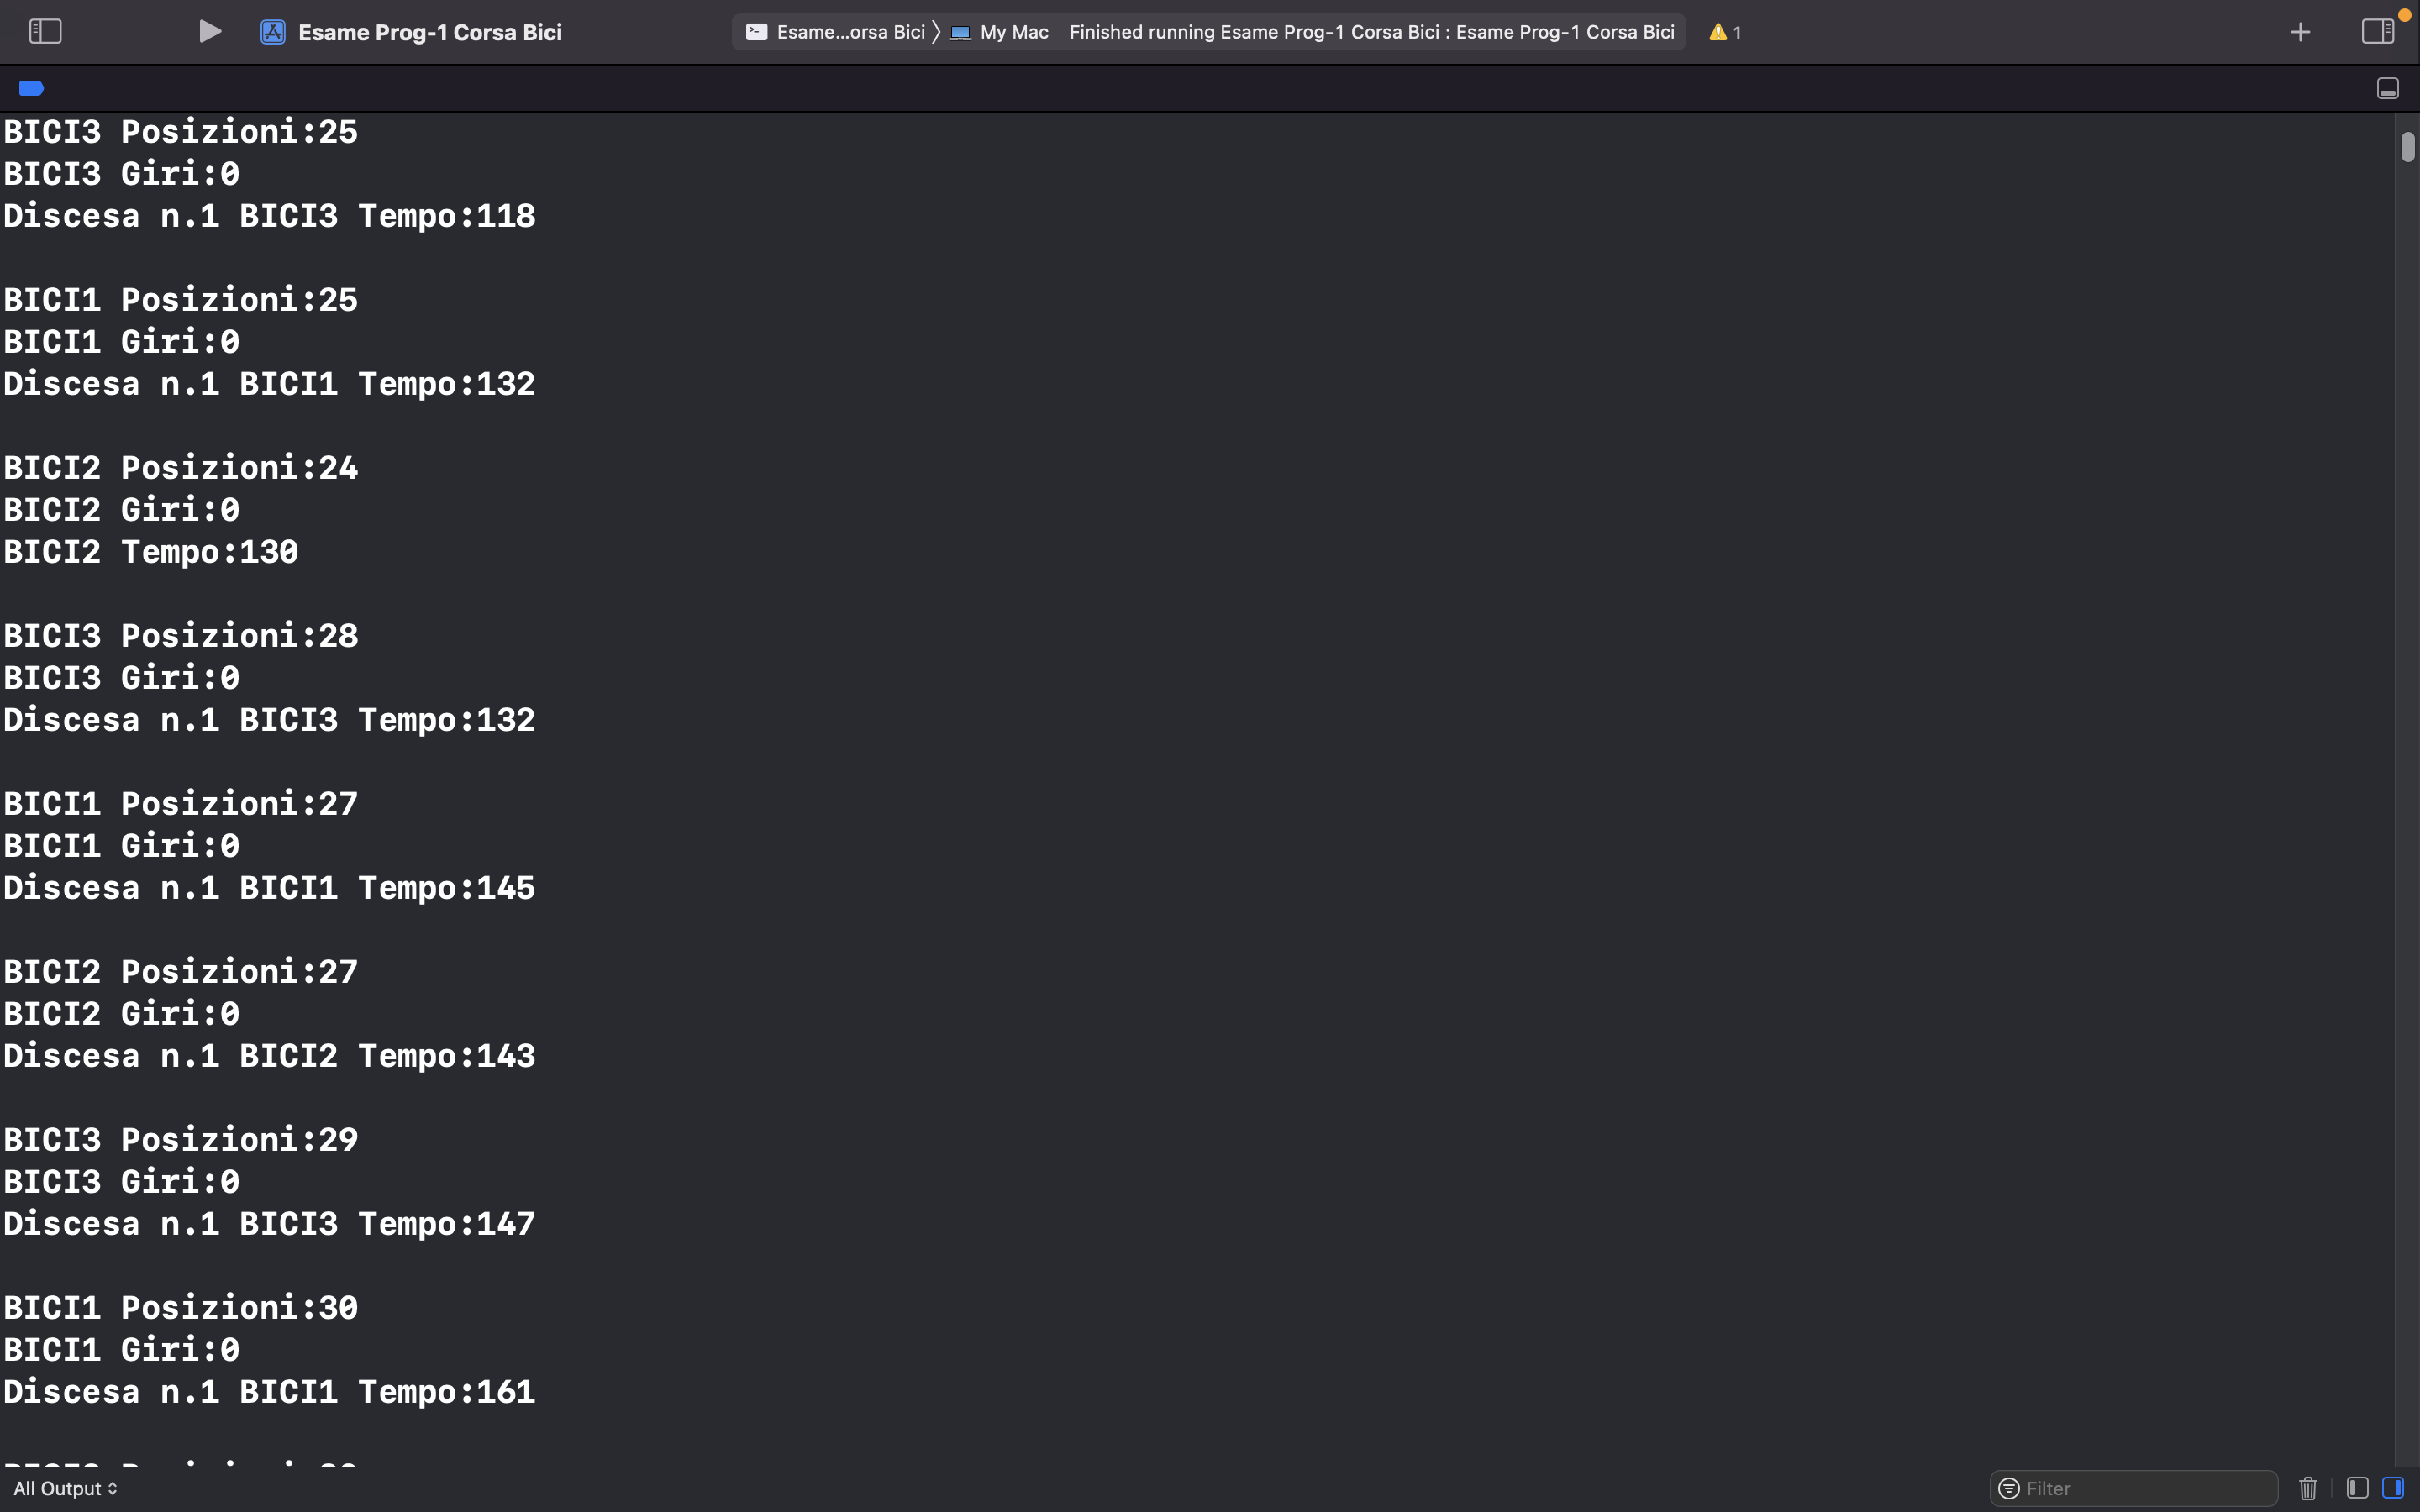 Esame Prog-1 Corsa Bici
Esame...orsa Bici 〉 My Mac Finished running Esame Prog-1 Corsa Bici : Esame Prog-1 Corsa Bici 1
BICI3 Posizioni:25
BICI3 Giri:0
Discesa n.1 BICI3 Tempo:118
BICI1 Posizioni:25
BICI1 Giri:0
Discesa n.1 BICI1 Tempo:132
BICI2 Posizioni:24
BICI2 Giri:0
BICI2 Tempo:130
BICI3 Posizioni:28
BICI3 Giri:0
Discesa n.1 BICI3 Tempo:132
BICI1 Posizioni:27
BICI1 Giri:0
Discesa n.1 BICI1 Tempo:145
BICI2 Posizioni:27
BICI2 Giri:0
Discesa n.1 BICI2 Tempo:143
BICI3 Posizioni:29
BICI3 Giri:0
Discesa n.1 BICI3 Tempo:147
BICI1 Posizioni:30
BICI1 Giri:0
Discesa n.1 BICI1 Tempo:161
All Output
Filter